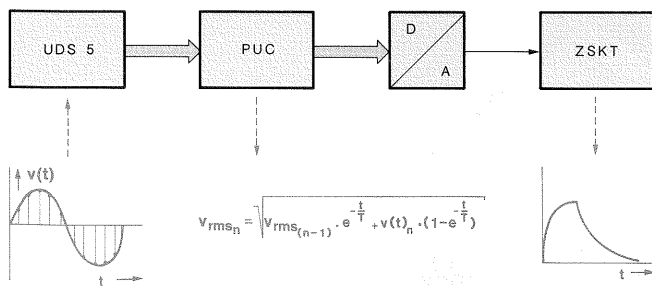 UDS 5
PUC
D
A
ZSKT
v(t)
t
v_rms_n = √(v_rms_(n-1) · e^(-t/T) + v(t)_n · (1-e^(-t/T)))
t